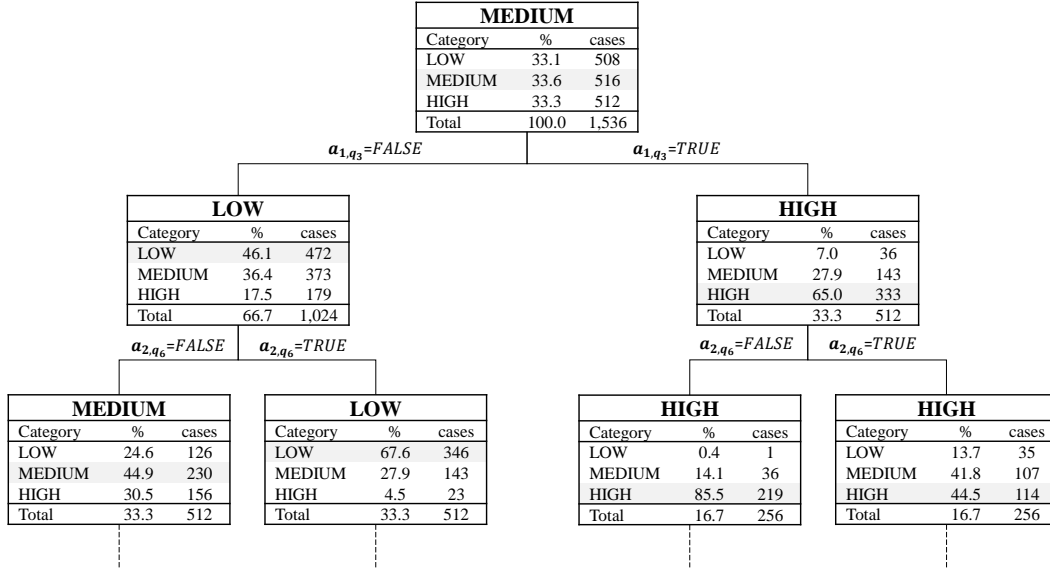 MEDIUM
Category % cases
LOW 33.1 508
MEDIUM 33.6 516
HIGH 33.3 512
Total 100.0 1,536
a1,q3=FALSE a1,q3=TRUE
LOW
Category % cases
LOW 46.1 472
MEDIUM 36.4 373
HIGH 17.5 179
Total 66.7 1,024
HIGH
Category % cases
LOW 7.0 36
MEDIUM 27.9 143
HIGH 65.0 333
Total 33.3 512
a2,q6=FALSE a2,q6=TRUE
a2,q6=FALSE a2,q6=TRUE
MEDIUM
Category % cases
LOW 24.6 126
MEDIUM 44.9 230
HIGH 30.5 156
Total 33.3 512
LOW
Category % cases
LOW 67.6 346
MEDIUM 27.9 143
HIGH 4.5 23
Total 33.3 512
HIGH
Category % cases
LOW 0.4 1
MEDIUM 14.1 36
HIGH 85.5 219
Total 16.7 256
HIGH
Category % cases
LOW 13.7 35
MEDIUM 41.8 107
HIGH 44.5 114
Total 16.7 256